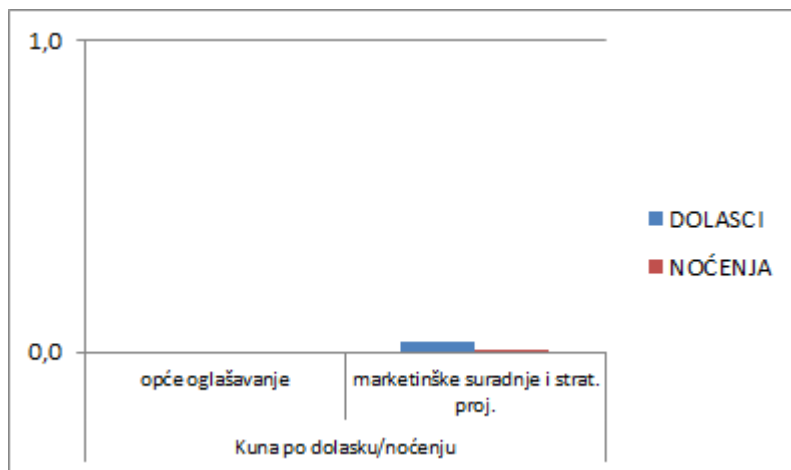 1,0
0,0
DOLASCI
NOĆENJA
opće oglašavanje
marketinške suradnje i strat.
proj.
Kuna po dolasku/noćenju